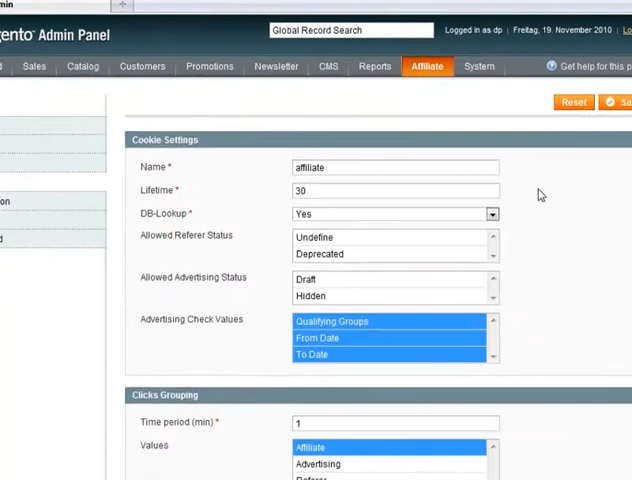 ento Admin Panel
Global Record Search
Logged in as dp | Freitag, 19. November 2010 | Lo
Sales Catalog Customers Promotions Newsletter CMS Reports Affiliate System Get help for this p
Reset Sa
Cookie Settings
Name * affiliate
Lifetime * 30
DB-Lookup * Yes
Allowed Referer Status Undefine
Deprecated
Allowed Advertising Status Draft
Hidden
Advertising Check Values Qualifying Groups
From Date
To Date
Clicks Grouping
Time period (min) * 1
Values Affiliate
Advertising